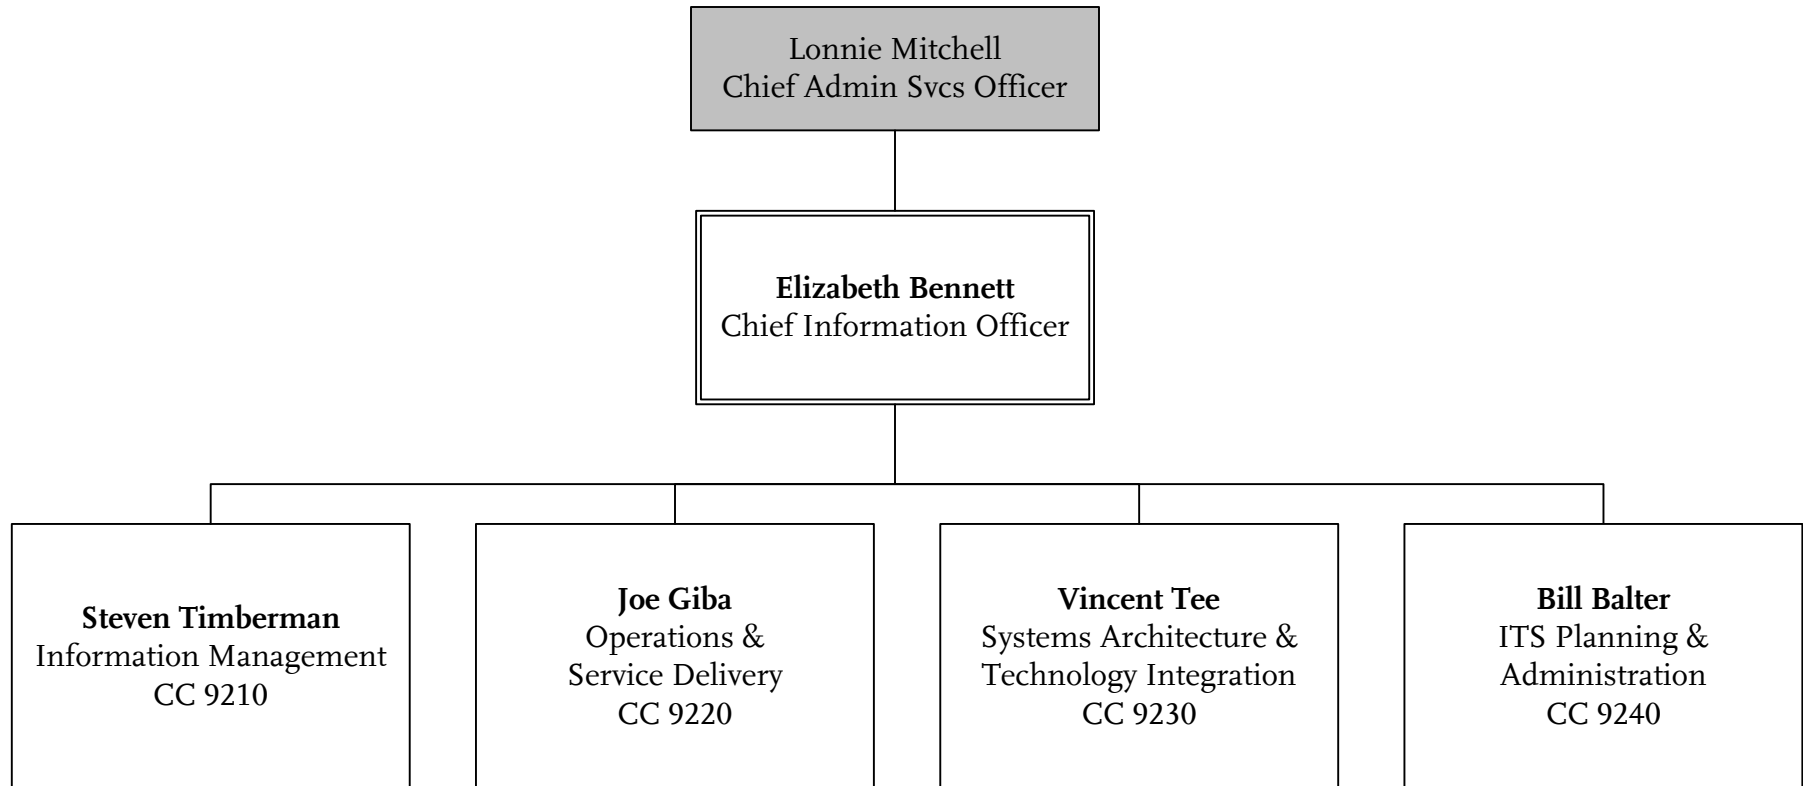 Lonnie Mitchell
Chief Admin Svcs Officer
Elizabeth Bennett
Chief Information Officer
Steven Timberman
Information Management
CC 9210
Joe Giba
Operations &
Service Delivery
CC 9220
Vincent Tee
Systems Architecture &
Technology Integration
CC 9230
Bill Balter
ITS Planning &
Administration
CC 9240